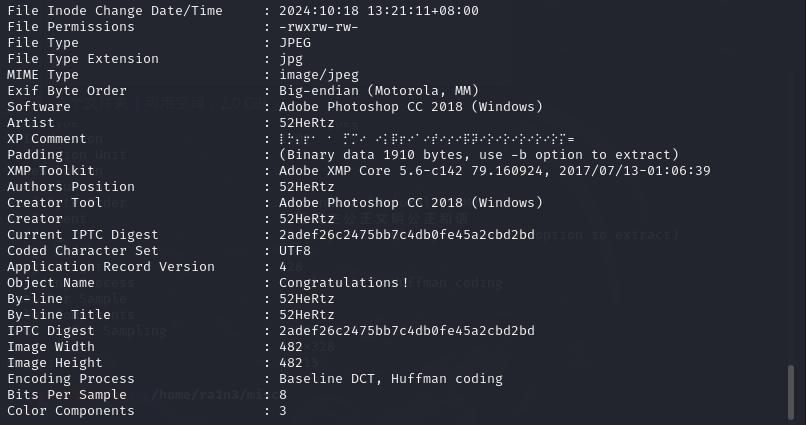 File Inode Change Date/Time     : 2024:10:18 13:21:11+08:00
File Permissions                : -rwxrw-rw-
File Type                       : JPEG
File Type Extension             : jpg
MIME Type                       : image/jpeg
Exif Byte Order                 : Big-endian (Motorola, MM)
Software                        : Adobe Photoshop CC 2018 (Windows)
Artist                          : 52HeRtz
XP Comment                      :
Padding                         : (Binary data 1910 bytes, use -b option to extract)
XMP Toolkit                     : Adobe XMP Core 5.6-c142 79.160924, 2017/07/13-01:06:39
Authors Position                : 52HeRtz
Creator Tool                    : Adobe Photoshop CC 2018 (Windows)
Creator                         : 52HeRtz
Current IPTC Digest             : 2adef26c2475bb7c4db0fe45a2cbd2bd
Coded Character Set             : UTF8
Application Record Version      : 4
Object Name                     : Congratulations!
By-line                         : 52HeRtz
By-line Title                   : 52HeRtz
IPTC Digest                     : 2adef26c2475bb7c4db0fe45a2cbd2bd
Image Width                     : 482
Image Height                    : 482
Encoding Process                : Baseline DCT, Huffman coding
Bits Per Sample                 : 8
Color Components                : 3